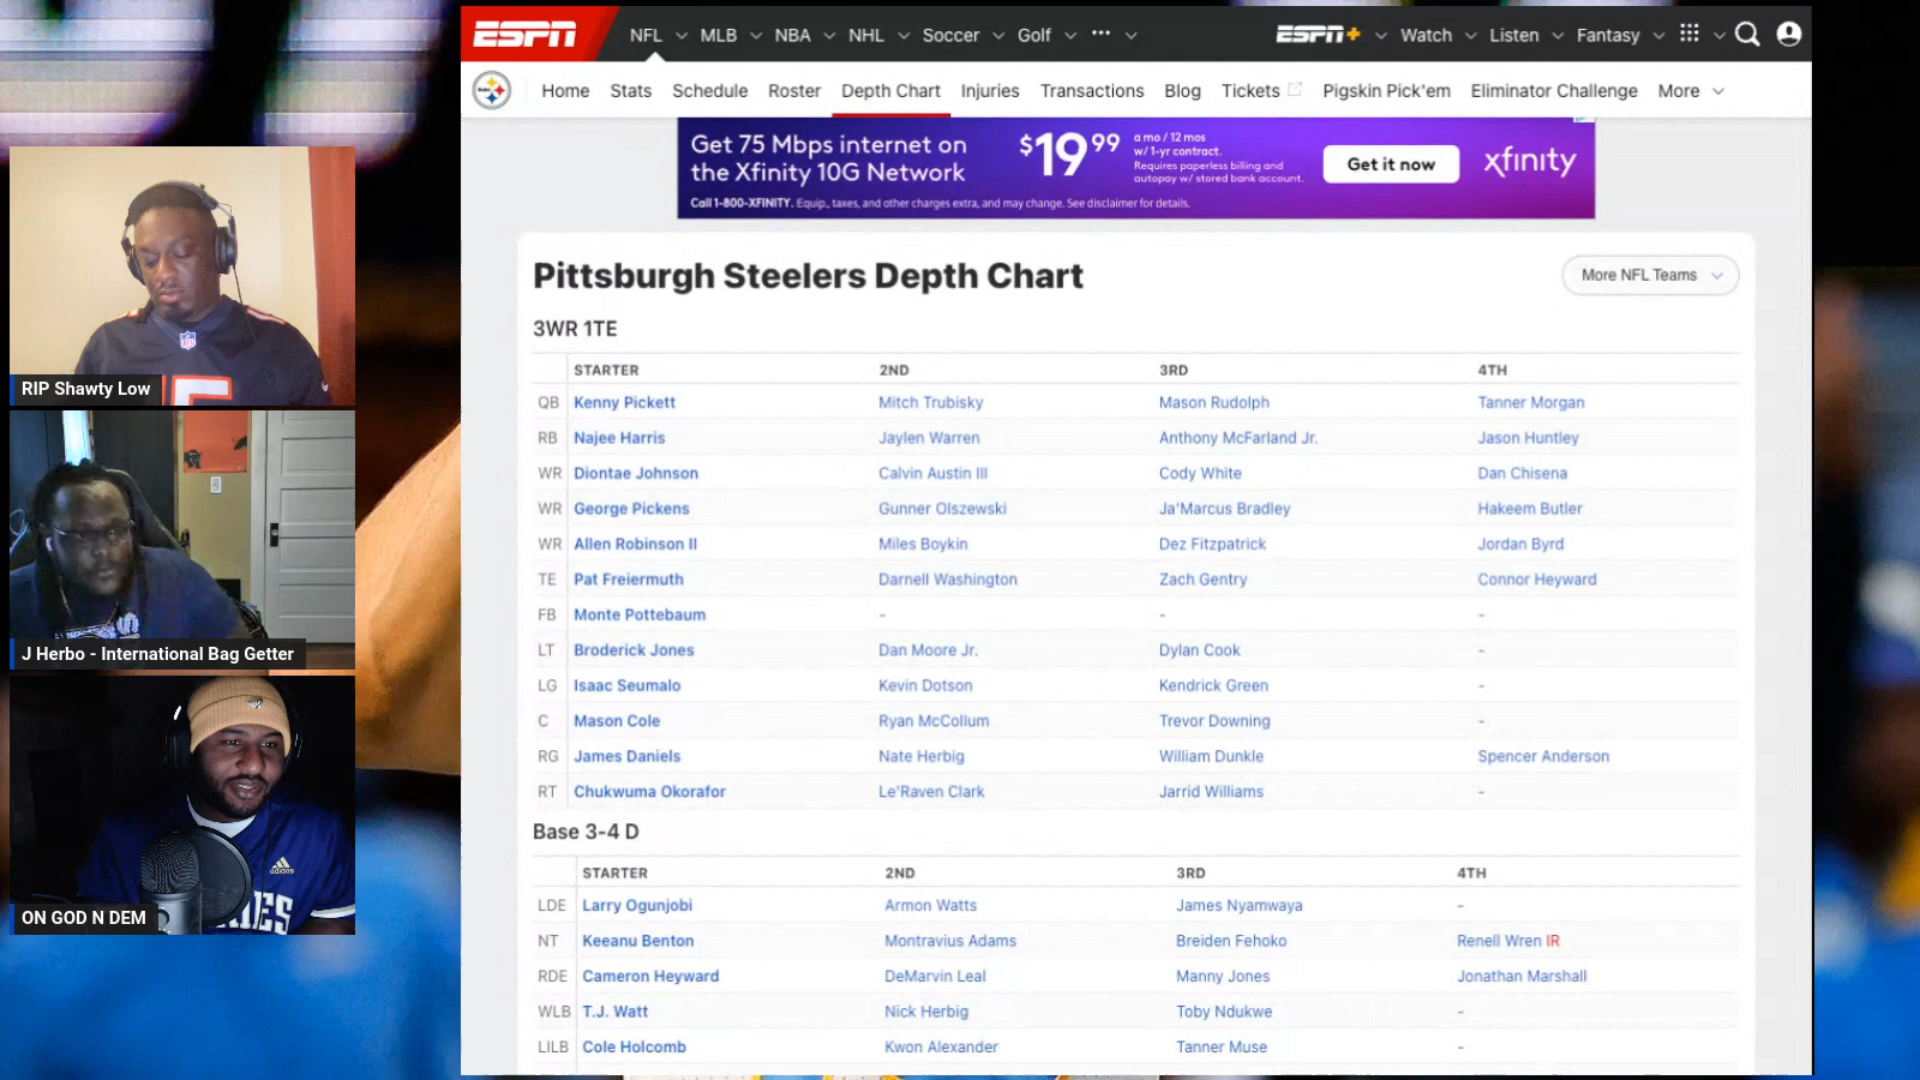 ESPN NFL MLB NBA NHL Soccer Golf ••• ESPN+ Watch Listen Fantasy
Home Stats Schedule Roster Depth Chart Injuries Transactions Blog Tickets Pigskin Pick'em Eliminator Challenge More
Get 75 Mbps internet on
the Xfinity 10G Network
$19.99
a mo / 12 mos
w/ 1-yr contract.
Requires paperless billing and
autopay w/ stored bank account.
Get it now
xfinity
Call 1-800-XFINITY. Equip., taxes, and other charges extra, and may change. See disclaimer for details.
Pittsburgh Steelers Depth Chart
More NFL Teams
3WR 1TE
STARTER 2ND 3RD 4TH
QB Kenny Pickett Mitch Trubisky Mason Rudolph Tanner Morgan
RB Najee Harris Jaylen Warren Anthony McFarland Jr. Jason Huntley
WR Diontae Johnson Calvin Austin III Cody White Dan Chisena
WR George Pickens Gunner Olszewski Ja'Marcus Bradley Hakeem Butler
WR Allen Robinson II Miles Boykin Dez Fitzpatrick Jordan Byrd
TE Pat Freiermuth Darnell Washington Zach Gentry Connor Heyward
FB Monte Pottebaum - - -
LT Broderick Jones Dan Moore Jr. Dylan Cook -
LG Isaac Seumalo Kevin Dotson Kendrick Green -
C Mason Cole Ryan McCollum Trevor Downing -
RG James Daniels Nate Herbig William Dunkle Spencer Anderson
RT Chukwuma Okorafor Le'Raven Clark Jarrid Williams -
Base 3-4 D
STARTER 2ND 3RD 4TH
LDE Larry Ogunjobi Armon Watts James Nyamwaya -
NT Keeanu Benton Montravius Adams Breiden Fehoko Renell Wren IR
RDE Cameron Heyward DeMarvin Leal Manny Jones Jonathan Marshall
WLB T.J. Watt Nick Herbig Toby Ndukwe -
LILB Cole Holcomb Kwon Alexander Tanner Muse -
RIP Shawty Low
J Herbo - International Bag Getter
adidas
ON GOD N DEM